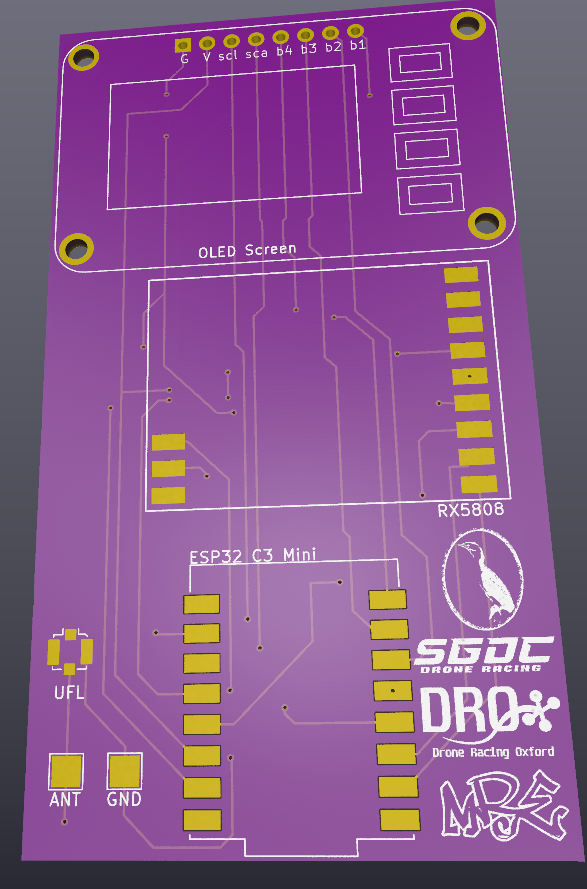 G V scl sca b4 b3 b2 b1
OLED Screen
RX5808
ESP32 C3 Mini
SGDC
DRONE RACING
UFL
DRO
Drone Racing Oxford
ANT GND